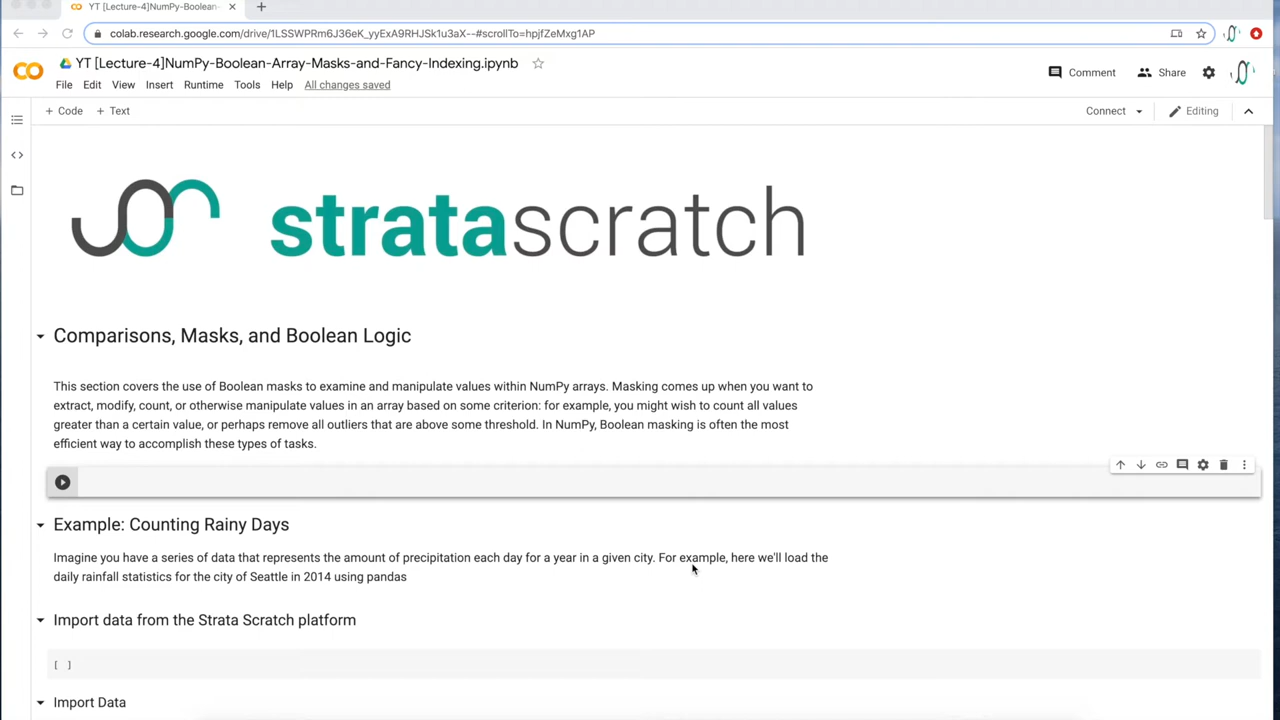 YT [Lecture-4]NumPy-Boolean-
colab.research.google.com/drive/1LSSWPRm6J36eK_yyExA9RHJSk1u3aX--#scrollTo=hpjfZeMxg1AP
YT [Lecture-4]NumPy-Boolean-Array-Masks-and-Fancy-Indexing.ipynb
Comment
Share
File Edit View Insert Runtime Tools Help All changes saved
+ Code + Text
Connect
Editing
stratascratch
Comparisons, Masks, and Boolean Logic
This section covers the use of Boolean masks to examine and manipulate values within NumPy arrays. Masking comes up when you want to
extract, modify, count, or otherwise manipulate values in an array based on some criterion: for example, you might wish to count all values
greater than a certain value, or perhaps remove all outliers that are above some threshold. In NumPy, Boolean masking is often the most
efficient way to accomplish these types of tasks.
Example: Counting Rainy Days
Imagine you have a series of data that represents the amount of precipitation each day for a year in a given city. For example, here we'll load the
daily rainfall statistics for the city of Seattle in 2014 using pandas
Import data from the Strata Scratch platform
[ ]
Import Data